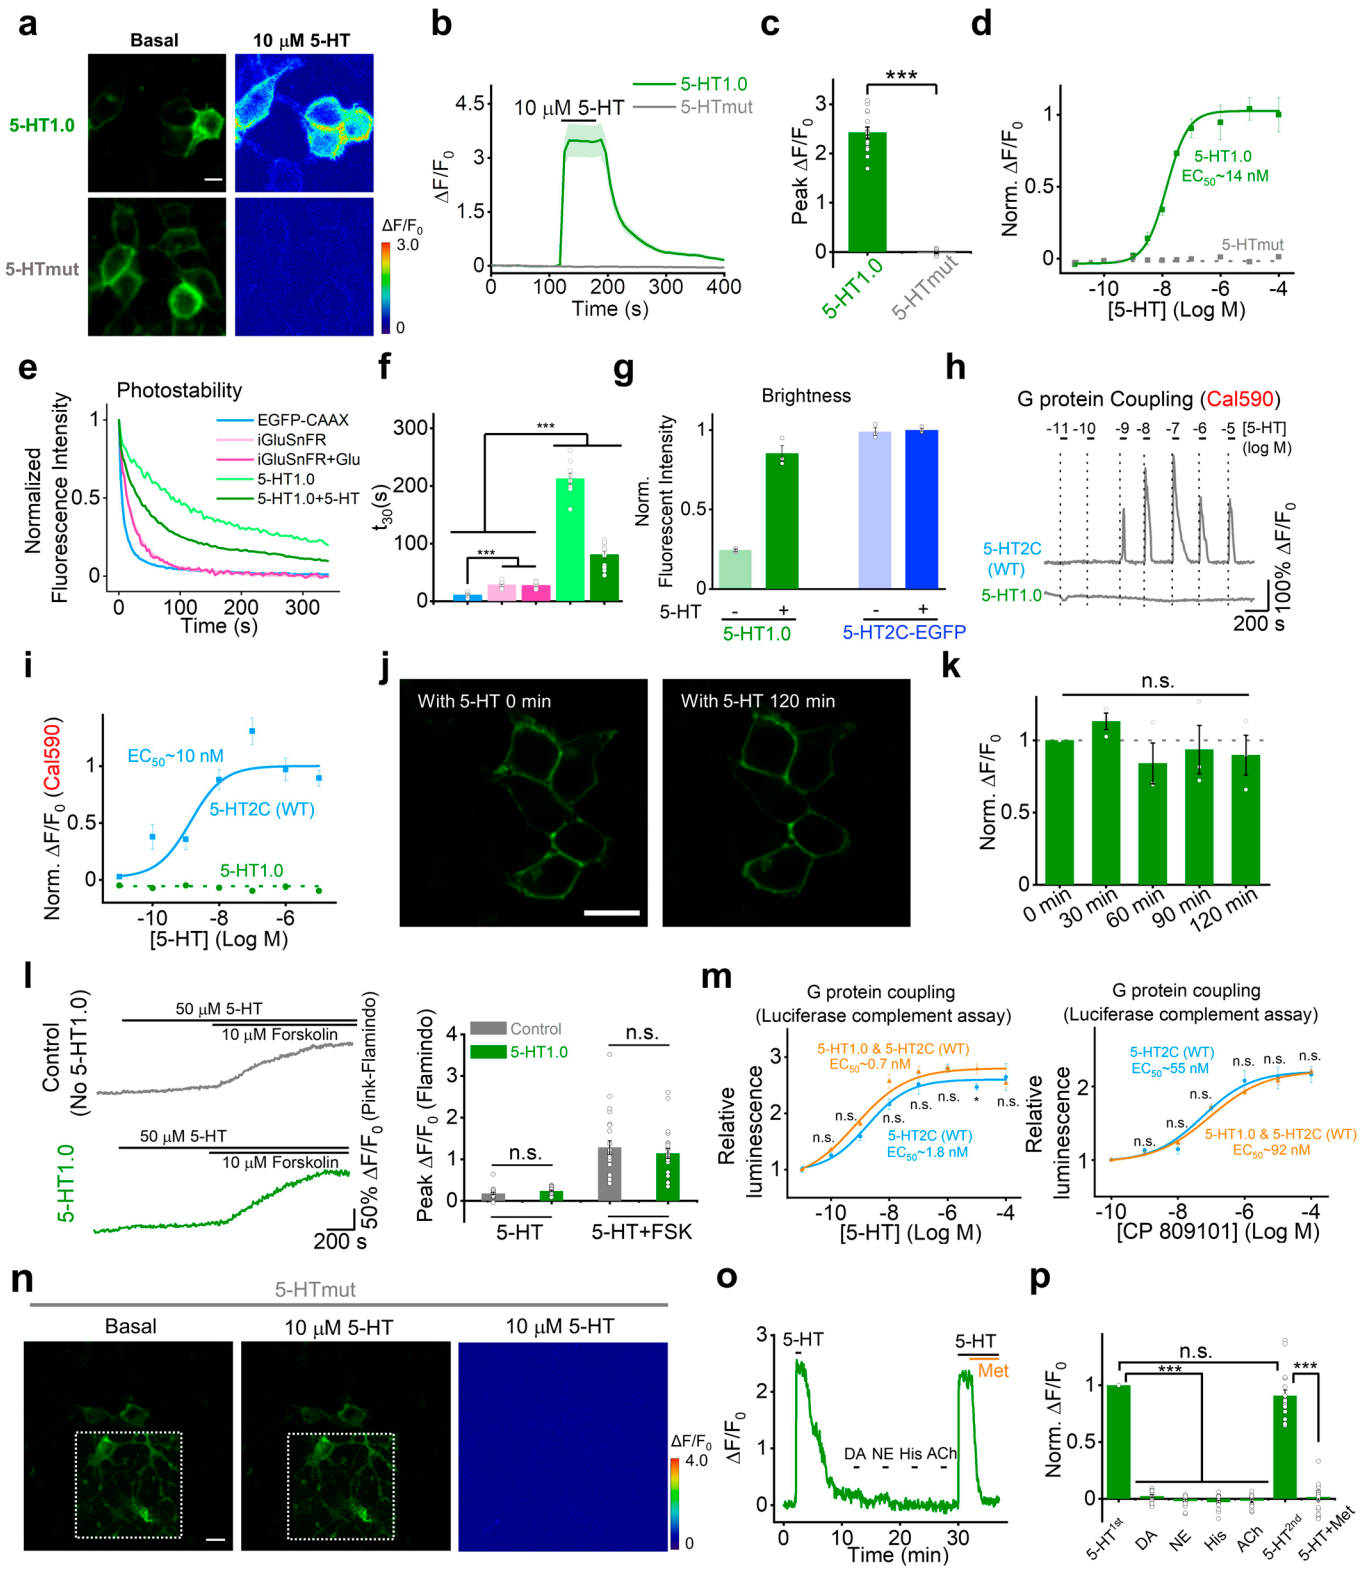 a
Basal
10 μM 5-HT
5-HT1.0
5-HTmut
ΔF/F0
3.0
0
b
5-HT1.0
5-HTmut
10 μM 5-HT
ΔF/F0
4.5
3
1.5
0
0 100 200 300 400
Time (s)
c
***
Peak ΔF/F0
3
2
1
0
5-HT1.0
5-HTmut
d
Norm. ΔF/F0
1
0.5
0
5-HT1.0
EC50~14 nM
5-HTmut
-10 -8 -6 -4
[5-HT] (Log M)
e
Photostability
Normalized
Fluorescence Intensity
1
0.5
0
EGFP-CAAX
iGluSnFR
iGluSnFR+Glu
5-HT1.0
5-HT1.0+5-HT
0 100 200 300
Time (s)
f
t30(s)
300
200
100
0
***
***
g
Brightness
Norm.
Fluorescent Intensity
1
0.5
0
5-HT - + - +
5-HT1.0
5-HT2C-EGFP
h
G protein Coupling (Cal590)
-11 -10 -9 -8 -7 -6 -5 [5-HT]
(log M)
5-HT2C
(WT)
5-HT1.0
100% ΔF/F0
200 s
i
Norm. ΔF/F0 (Cal590)
1
0.5
0
EC50~10 nM
5-HT2C (WT)
5-HT1.0
-10 -8 -6
[5-HT] (Log M)
j
With 5-HT 0 min
With 5-HT 120 min
k
n.s.
Norm. ΔF/F0
1
0.5
0
0 min
30 min
60 min
90 min
120 min
l
Control
(No 5-HT1.0)
50 μM 5-HT
10 μM Forskolin
5-HT1.0
50 μM 5-HT
10 μM Forskolin
50% ΔF/F0 (Pink-Flamindo)
200 s
Peak ΔF/F0 (Flamindo)
4
3
2
1
0
Control
5-HT1.0
n.s.
n.s.
5-HT
5-HT+FSK
m
G protein coupling
(Luciferase complement assay)
Relative
luminescence
3
2
1
5-HT1.0 & 5-HT2C (WT)
EC50~0.7 nM
n.s.
n.s.
n.s.
n.s.
*
n.s.
5-HT2C (WT)
EC50~1.8 nM
-10 -8 -6 -4
[5-HT] (Log M)
G protein coupling
(Luciferase complement assay)
Relative
luminescence
2
1
5-HT2C (WT)
EC50~55 nM
n.s.
n.s.
n.s.
n.s.
n.s.
n.s.
5-HT1.0 & 5-HT2C (WT)
EC50~92 nM
-10 -8 -6 -4
[CP 809101] (Log M)
n
5-HTmut
Basal
10 μM 5-HT
10 μM 5-HT
ΔF/F0
4.0
0
o
ΔF/F0
3
2
1
0
5-HT
DA NE His ACh
5-HT
Met
0 10 20 30
Time (min)
p
Norm. ΔF/F0
1
0.5
0
n.s.
***
***
5-HT1st
DA
NE
His
ACh
5-HT2nd
5-HT+Met